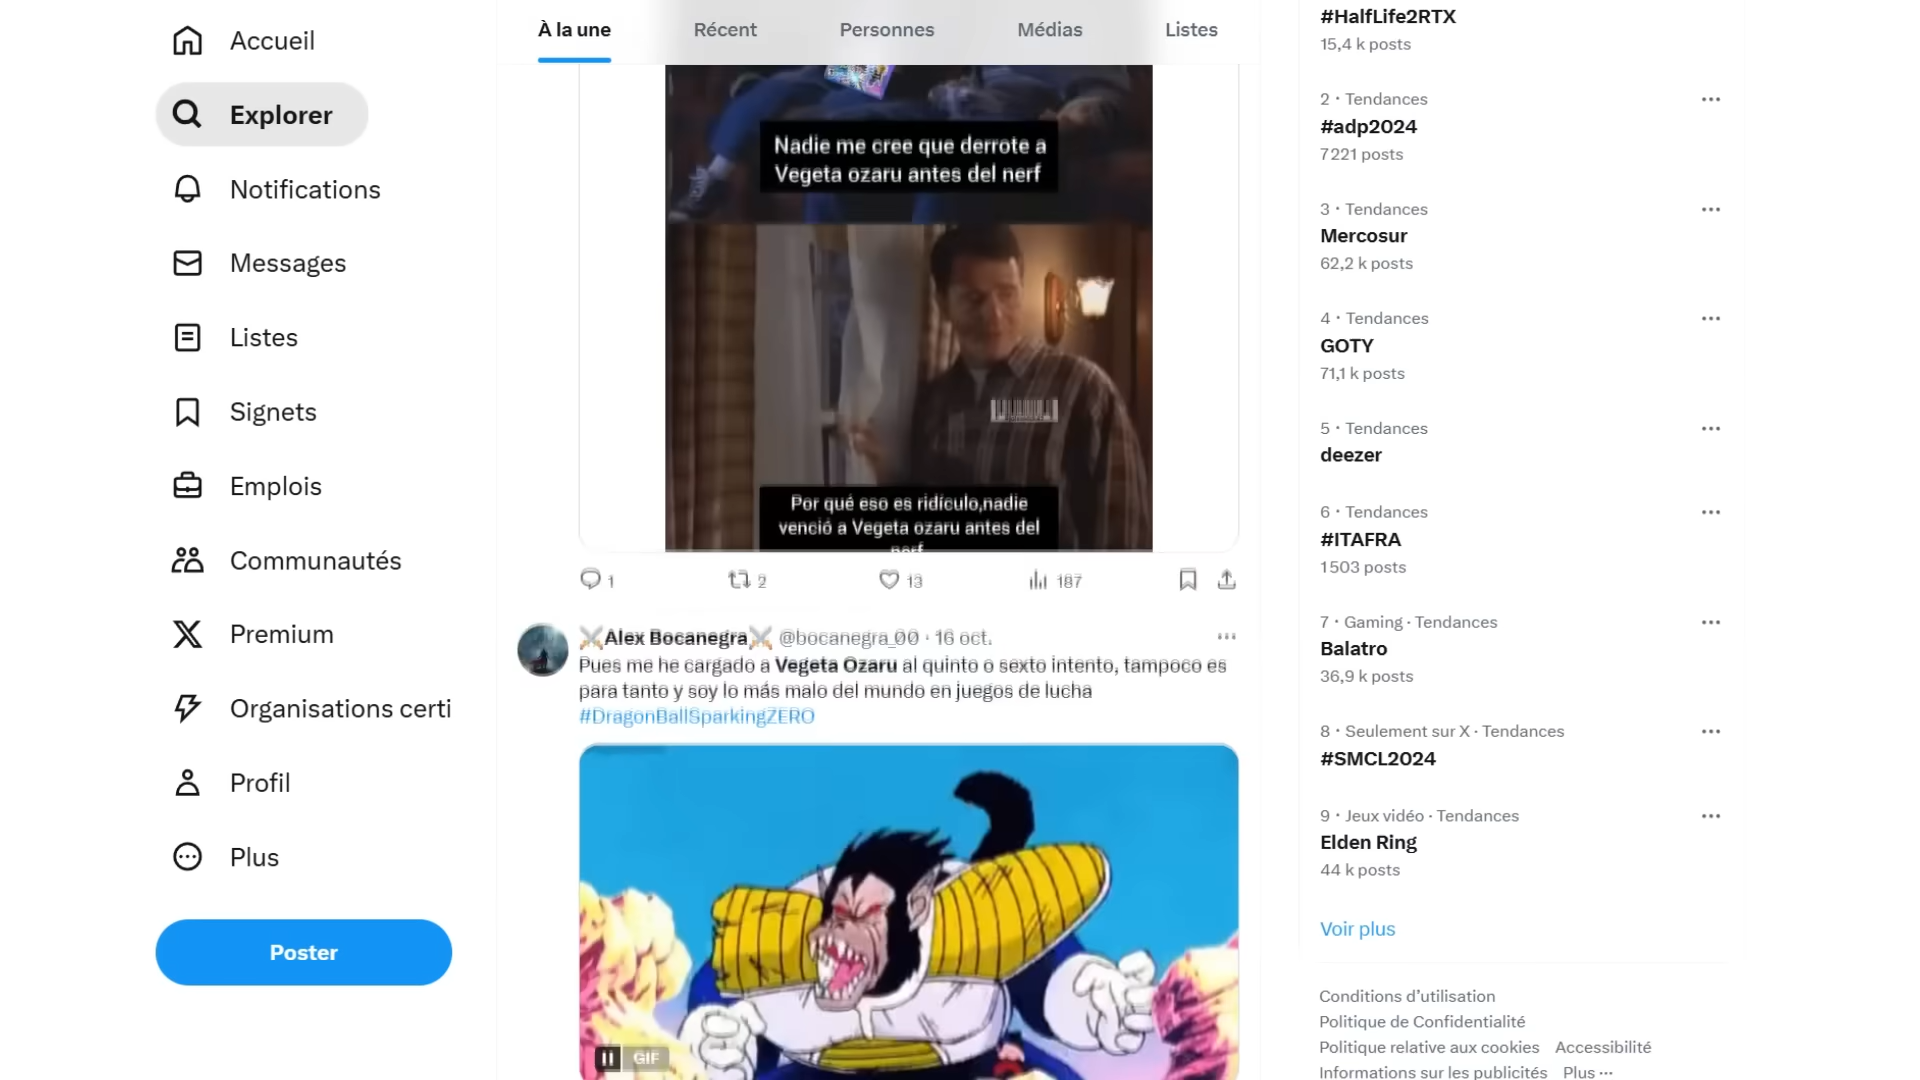 Accueil
Explorer
Notifications
Messages
Listes
Signets
Emplois
Communautés
Premium
Organisations certi
Profil
Plus
Poster
À la une
Récent
Personnes
Médias
Listes
Nadie me cree que derrote a
Vegeta ozaru antes del nerf
Por qué eso es ridículo,nadie
venció a Vegeta ozaru antes del
nerf
1
2
13
187
⚔️Alex Bocanegra⚔️ @bocanegra_00 · 16 oct.
Pues me he cargado a Vegeta Ozaru al quinto o sexto intento, tampoco es
para tanto y soy lo más malo del mundo en juegos de lucha
#DragonBallSparkingZERO
GIF
#HalfLife2RTX
15,4 k posts
2 · Tendances
#adp2024
7 221 posts
3 · Tendances
Mercosur
62,2 k posts
4 · Tendances
GOTY
71,1 k posts
5 · Tendances
deezer
6 · Tendances
#ITAFRA
1 503 posts
7 · Gaming · Tendances
Balatro
36,9 k posts
8 · Seulement sur X · Tendances
#SMCL2024
9 · Jeux vidéo · Tendances
Elden Ring
44 k posts
Voir plus
Conditions d’utilisation
Politique de Confidentialité
Politique relative aux cookies Accessibilité
Informations sur les publicités Plus ···